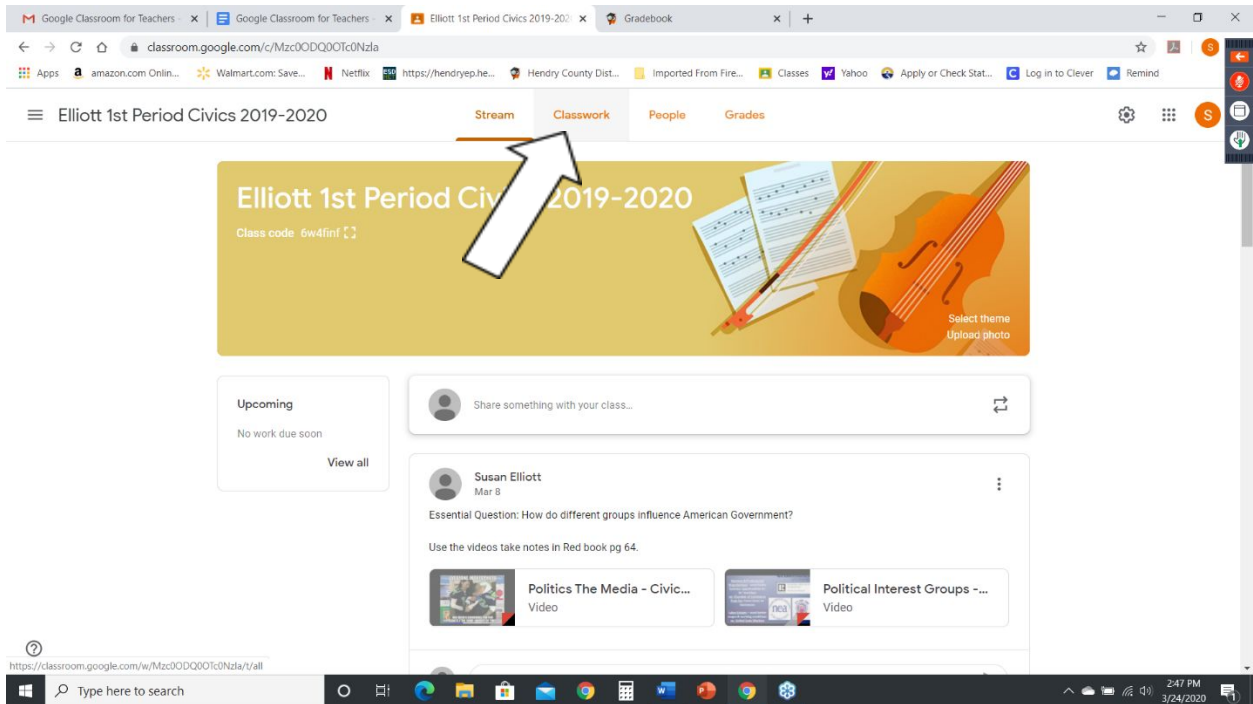 Google Classroom for Teachers - Google Classroom for Teachers - Elliott 1st Period Civics 2019-202 Gradebook
classroom.google.com/c/Mzc0ODQ0OTc0Nzla
Apps amazon.com Onlin... Walmart.com: Save... Netflix https://hendryep.he... Hendry County Dist... Imported From Fire... Classes Yahoo Apply or Check Stat... Log in to Clever Remind
Elliott 1st Period Civics 2019-2020 Stream Classwork People Grades S
Elliott 1st Period Civ 2019-2020
Class code 6w4finf
Select theme
Upload photo
Upcoming
No work due soon
View all
Share something with your class...
Susan Elliott
Mar 8
Essential Question: How do different groups influence American Government?
Use the videos take notes in Red book pg 64.
Politics The Media - Civic...
Video
Political Interest Groups -...
Video
https://classroom.google.com/w/Mzc0ODQ0OTc0Nzla/t/all
Type here to search
2:47 PM
3/24/2020